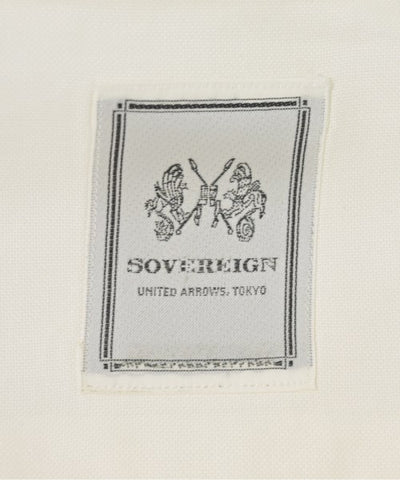 SOVEREIGN
UNITED ARROWS, TOKYO